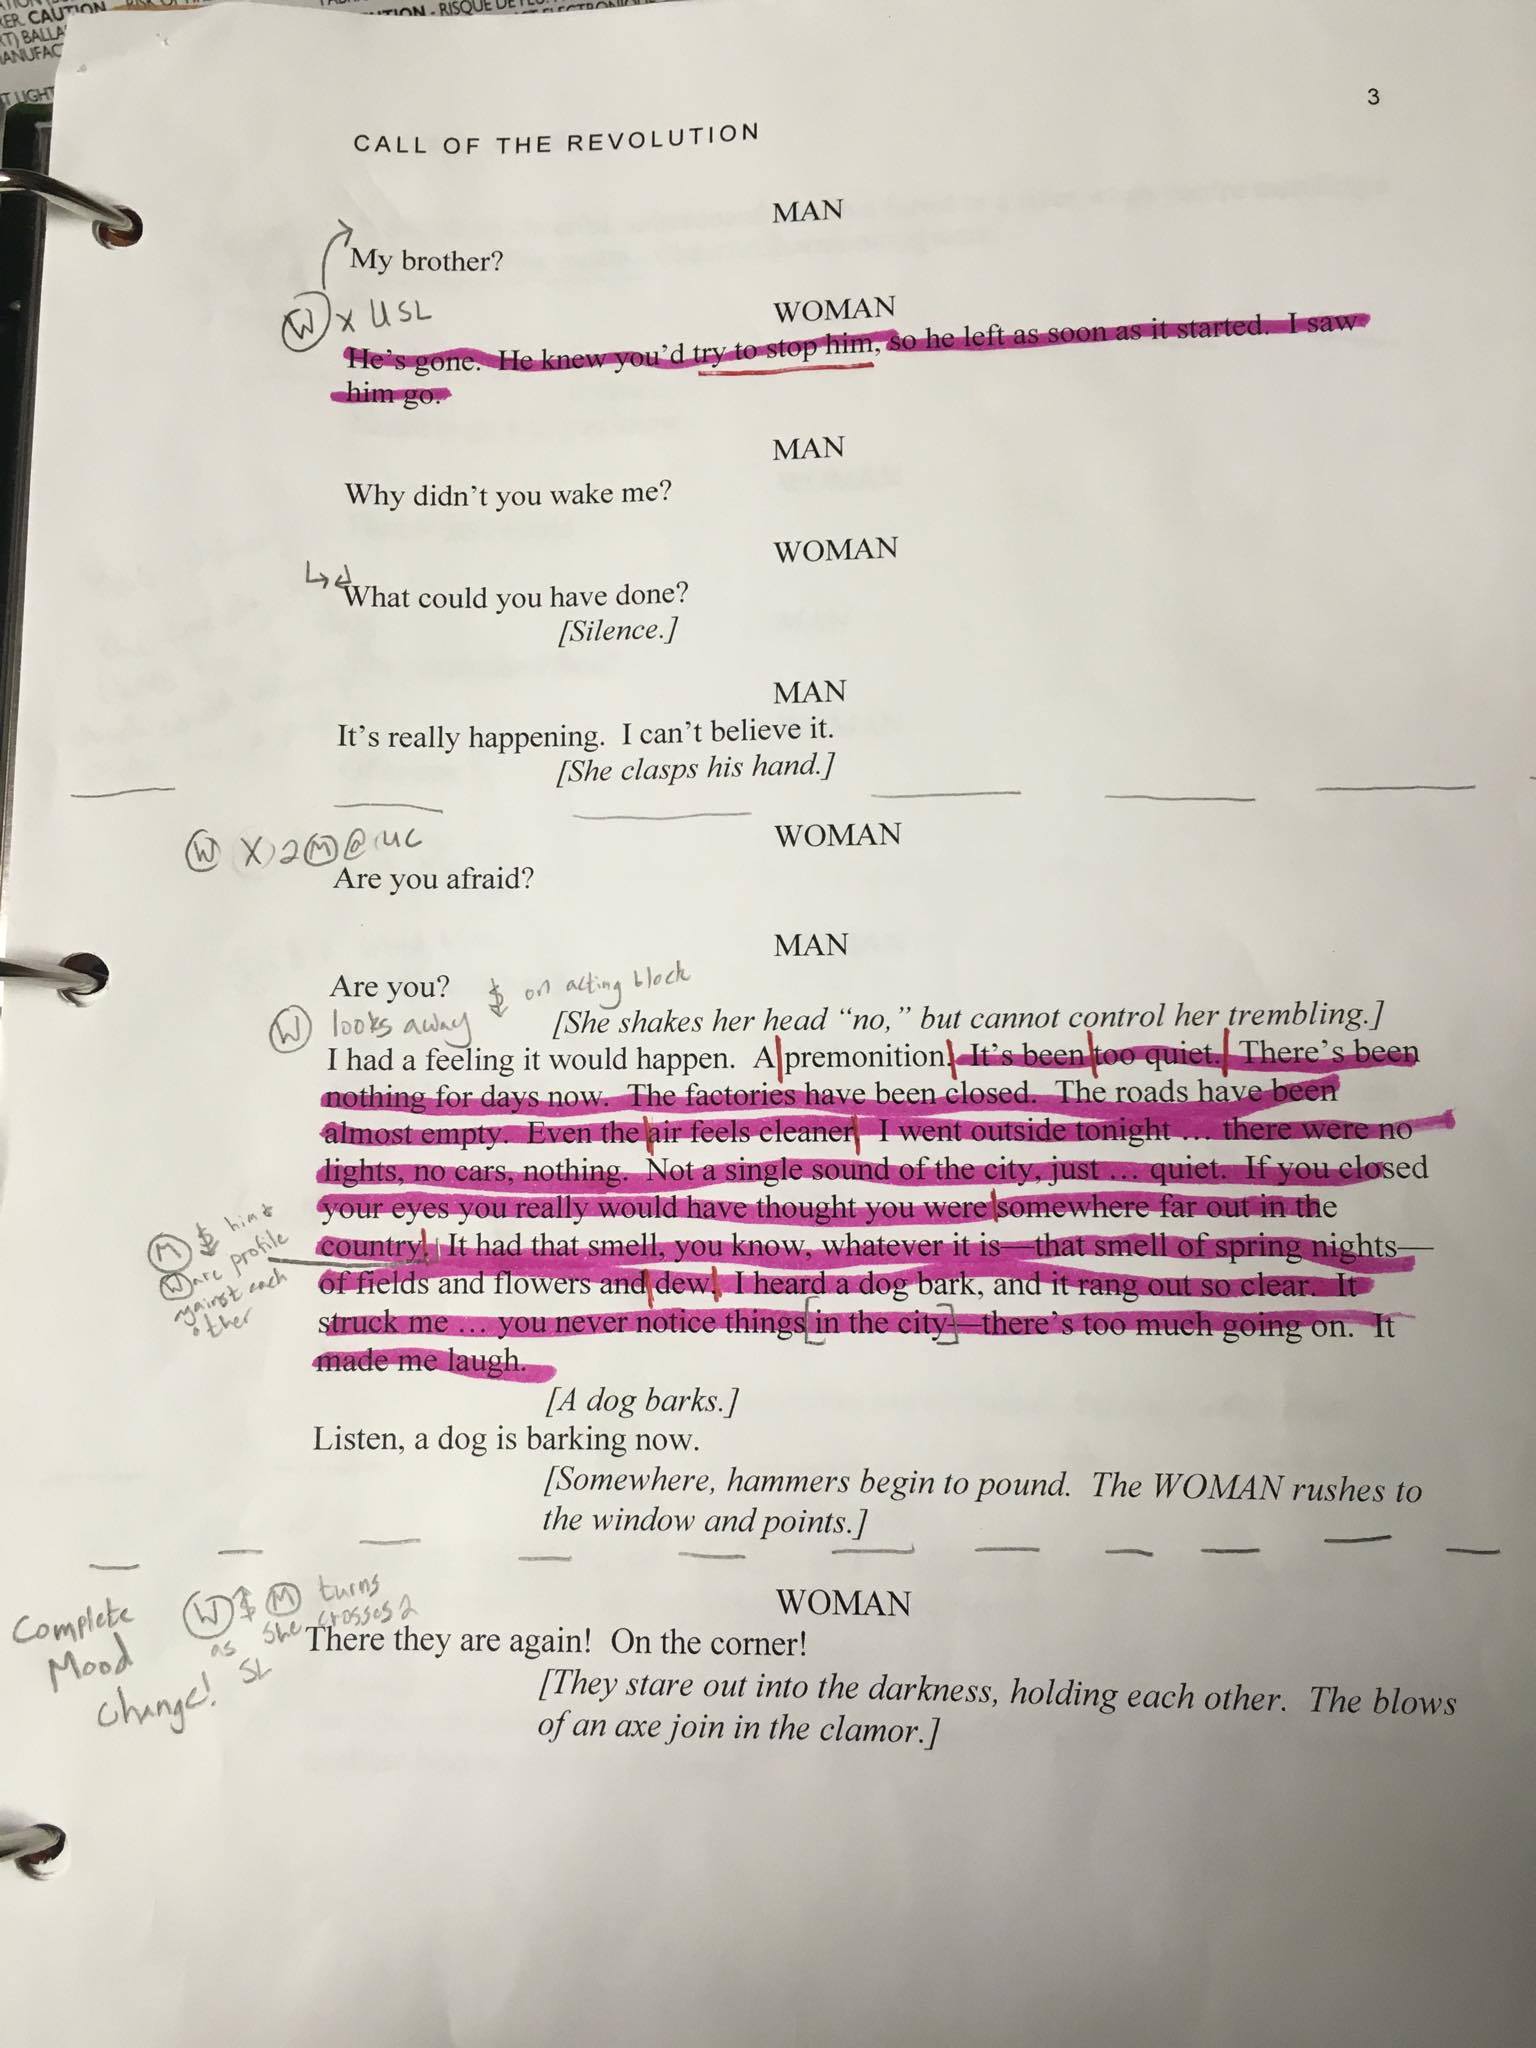 CAUTION
RISQUE DE
3
CALL OF THE REVOLUTION
MAN
My brother?
W x USL
WOMAN
He's gone.  He knew you'd try to stop him, so he left as soon as it started.  I saw
him go.
MAN
Why didn't you wake me?
WOMAN
What could you have done?
[Silence.]
MAN
It's really happening.  I can't believe it.
[She clasps his hand.]
WOMAN
W X 2 M @ UC
Are you afraid?
MAN
Are you?
on acting block
W looks away
[She shakes her head “no,” but cannot control her trembling.]
I had a feeling it would happen.  A premonition.  It's been too quiet.  There's been
nothing for days now.  The factories have been closed.  The roads have been
almost empty.  Even the air feels cleaner.  I went outside tonight … there were no
lights, no cars, nothing.  Not a single sound of the city, just … quiet.  If you closed
your eyes you really would have thought you were somewhere far out in the
country.  It had that smell, you know, whatever it is—that smell of spring nights—
of fields and flowers and dew.  I heard a dog bark, and it rang out so clear.  It
struck me … you never notice things [in the city]—there's too much going on.  It
made me laugh.
M him &
W are profile
against each
other
[A dog barks.]
Listen, a dog is barking now.
[Somewhere, hammers begin to pound.  The WOMAN rushes to
the window and points.]
Complete
Mood
Change!
W M turns
as she crosses 2
SL
WOMAN
There they are again!  On the corner!
[They stare out into the darkness, holding each other.  The blows
of an axe join in the clamor.]